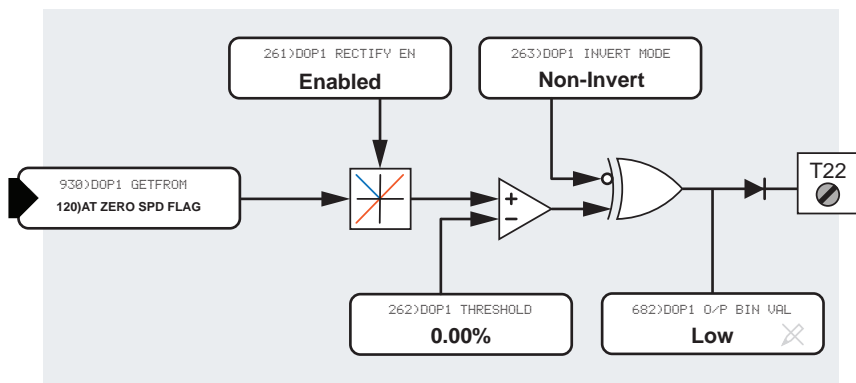 261)DOP1 RECTIFY EN
Enabled
263)DOP1 INVERT MODE
Non-Invert
930)DOP1 GETFROM
120)AT ZERO SPD FLAG
+
−
T22
262)DOP1 THRESHOLD
0.00%
682)DOP1 O/P BIN VAL
Low